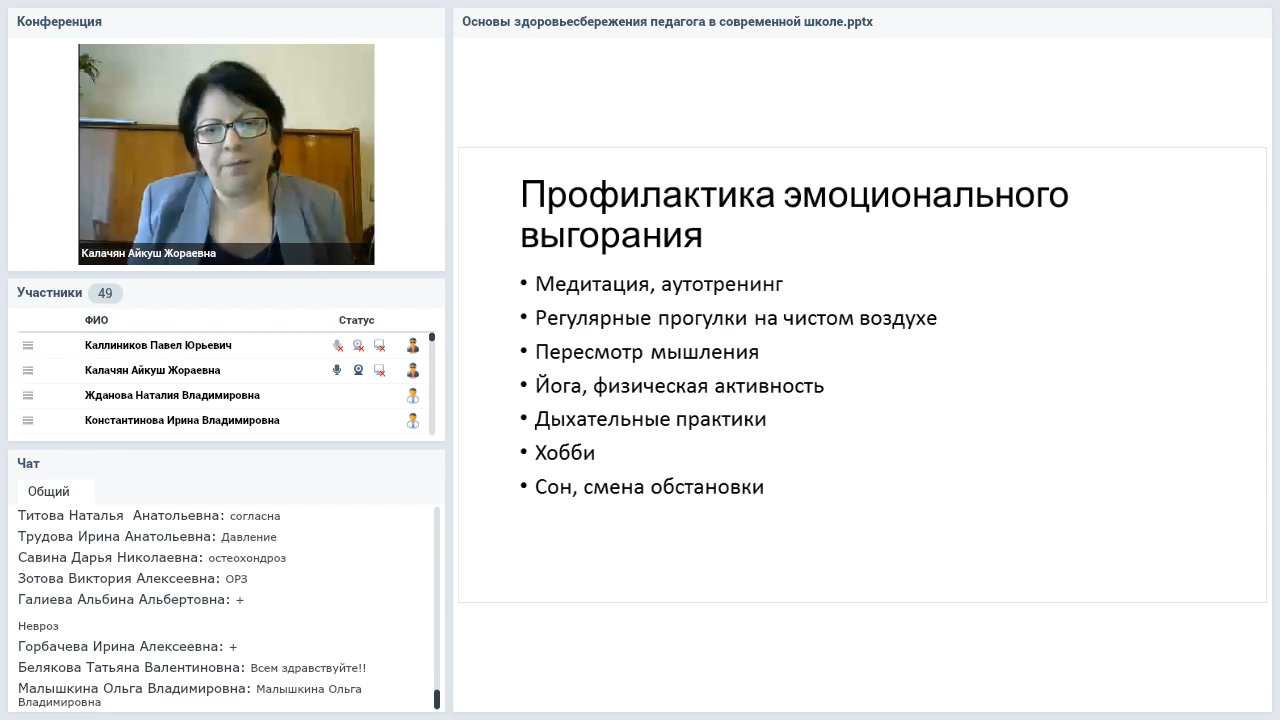 Конференция
Калачян Айкуш Жораевна
Участники 49
ФИО Статус
Каллиников Павел Юрьевич
Калачян Айкуш Жораевна
Жданова Наталия Владимировна
Константинова Ирина Владимировна
Чат
Общий
Титова Наталья  Анатольевна: согласна
Трудова Ирина Анатольевна: Давление
Савина Дарья Николаевна: остеохондроз
Зотова Виктория Алексеевна: ОРЗ
Галиева Альбина Альбертовна: +
Невроз
Горбачева Ирина Алексеевна: +
Белякова Татьяна Валентиновна: Всем здравствуйте!!
Малышкина Ольга Владимировна: Малышкина Ольга
Владимировна
Основы здоровьесбережения педагога в современной школе.pptx
Профилактика эмоционального
выгорания
• Медитация, аутотренинг
• Регулярные прогулки на чистом воздухе
• Пересмотр мышления
• Йога, физическая активность
• Дыхательные практики
• Хобби
• Сон, смена обстановки